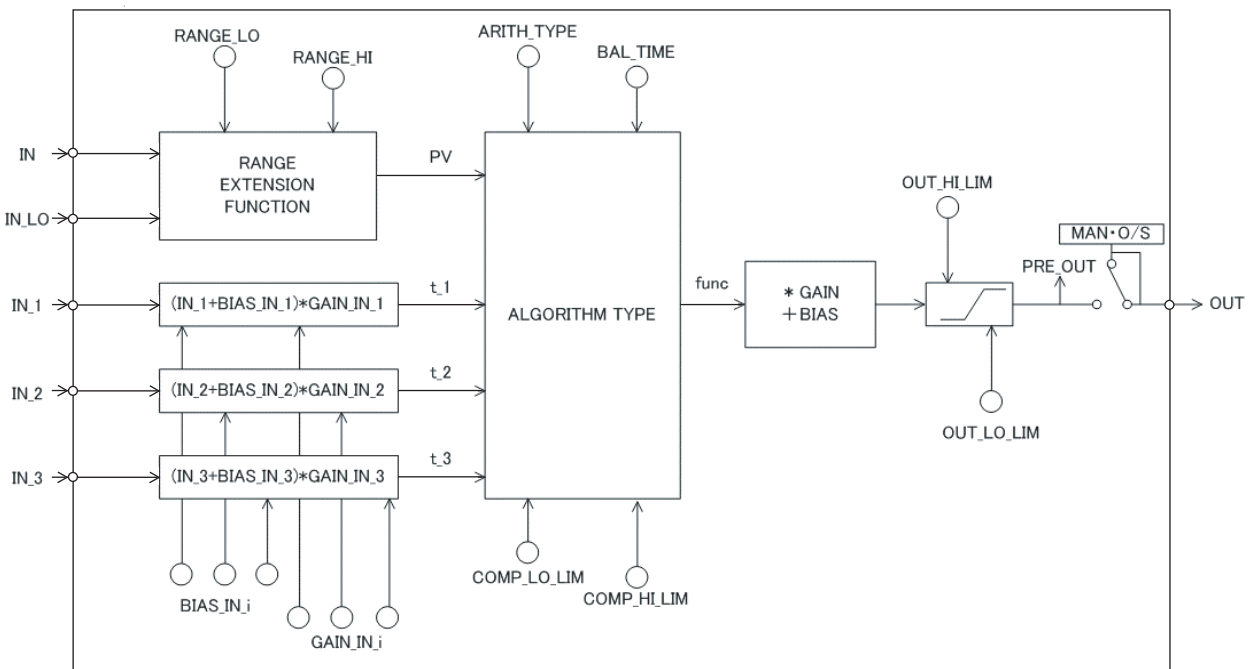 RANGE_LO
RANGE_HI
ARITH_TYPE
BAL_TIME
IN
IN_LO
RANGE
EXTENSION
FUNCTION
PV
OUT_HI_LIM
MAN・O/S
PRE_OUT
IN_1
(IN_1+BIAS_IN_1)*GAIN_IN_1
t_1
ALGORITHM TYPE
func
* GAIN
+BIAS
OUT
IN_2
(IN_2+BIAS_IN_2)*GAIN_IN_2
t_2
OUT_LO_LIM
IN_3
(IN_3+BIAS_IN_3)*GAIN_IN_3
t_3
BIAS_IN_i
GAIN_IN_i
COMP_LO_LIM
COMP_HI_LIM